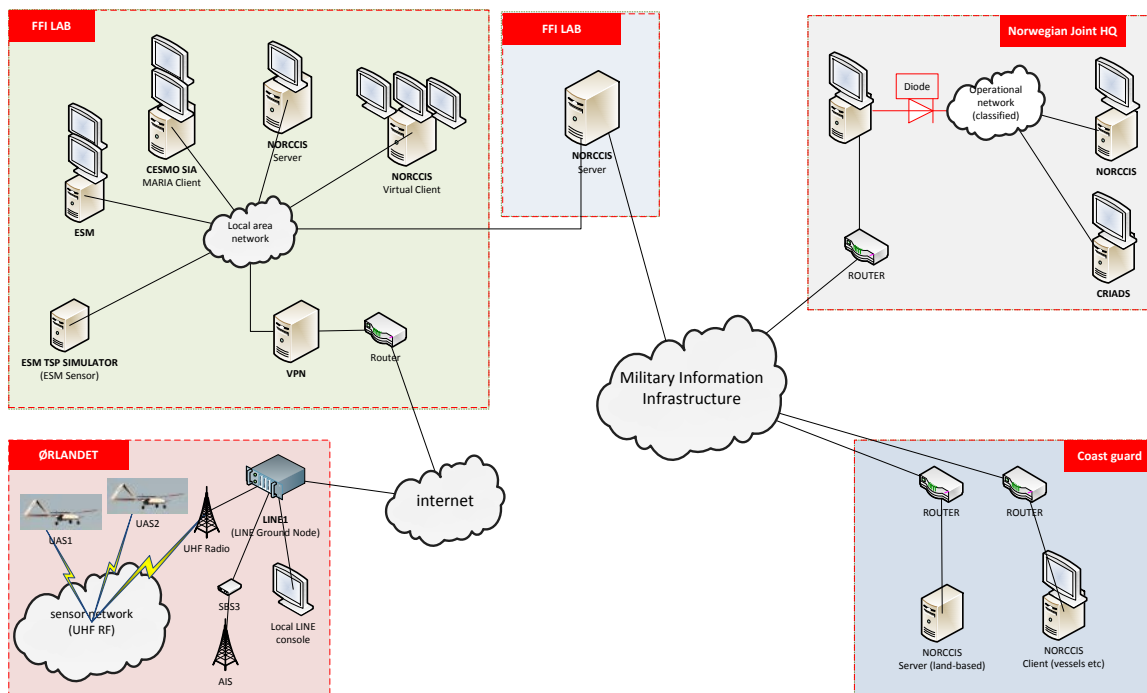 FFI LAB
CESMO SIA
MARIA Client
NORCCIS
Server
NORCCIS
Virtual Client
ESM
Local area
network
ESM TSP SIMULATOR
(ESM Sensor)
VPN
Router
FFI LAB
NORCCIS
Server
Norwegian Joint HQ
Diode
Operational
network
(classified)
NORCCIS
ROUTER
CRIADS
Military Information
Infrastructure
ØRLANDET
UAS1
UAS2
UHF Radio
LINE1
(LINE Ground Node)
sensor network
(UHF RF)
SBS3
AIS
Local LINE
console
internet
Coast guard
ROUTER
ROUTER
NORCCIS
Server (land-based)
NORCCIS
Client (vessels etc)